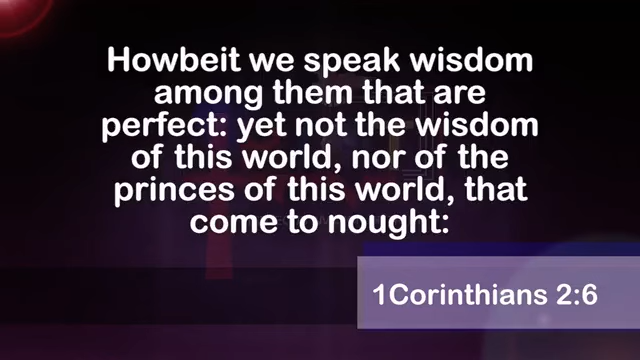 Howbeit we speak wisdom
among them that are
perfect: yet not the wisdom
of this world, nor of the
princes of this world, that
come to nought:
1Corinthians 2:6